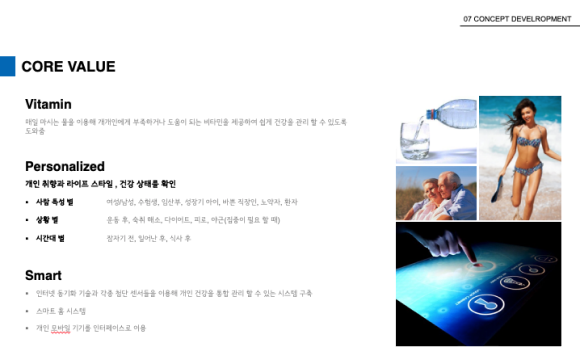 07 CONCEPT DEVELROPMENT
CORE VALUE
Vitamin
매일 마시는 물을 이용해 개개인에게 부족하거나 도움이 되는 비타민을 제공하여 쉽게 건강을 관리 할 수 있도록
도와줌
Personalized
개인 취향과 라이프 스타일 , 건강 상태를 확인
• 사람 특성 별 여성/남성, 수험생, 임산부, 성장기 아이, 바쁜 직장인, 노약자, 환자
• 상황 별 운동 후, 숙취 해소, 다이어트, 피로, 야근(집중이 필요 할 때)
• 시간대 별 잠자기 전, 일어난 후, 식사 후
Smart
• 인터넷 동기화 기술과 각종 첨단 센서들을 이용해 개인 건강을 통합 관리 할 수 있는 시스템 구축
• 스마트 홈 시스템
• 개인 모바일 기기를 인터페이스로 이용